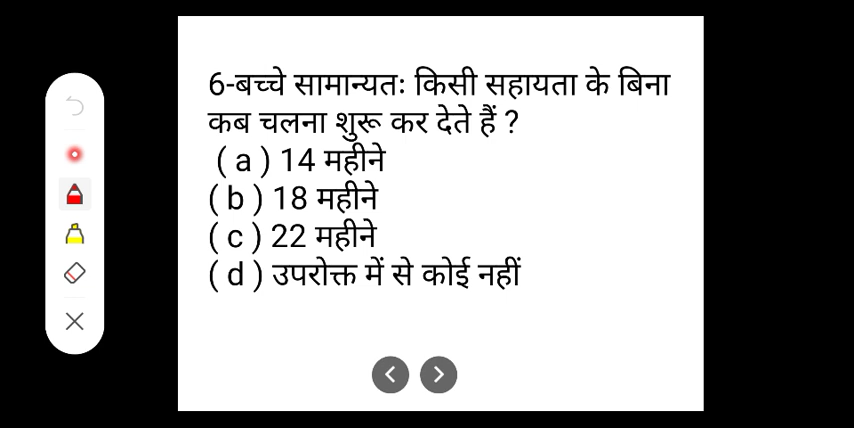 6-बच्चे सामान्यतः किसी सहायता के बिना
कब चलना शुरू कर देते हैं ?
( a ) 14 महीने
( b ) 18 महीने
( c ) 22 महीने
( d ) उपरोक्त में से कोई नहीं